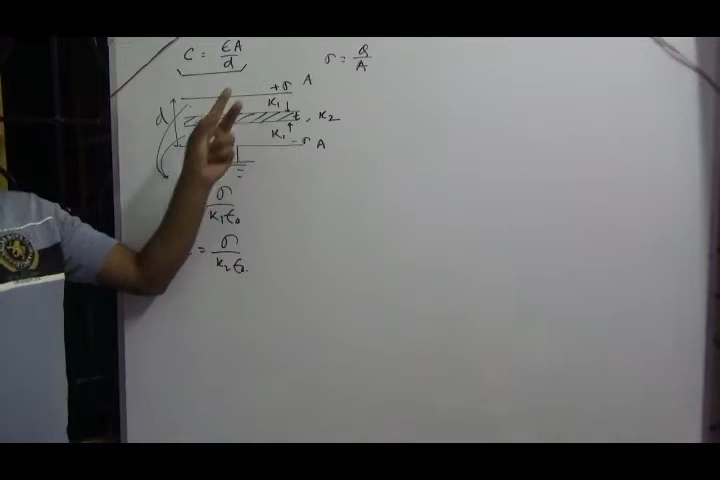 C = εA/d
σ = Q/A
+σ A
K₁
d t, K₂
K₁ -σ A
σ/K₁ε₀
= σ/K₂ε₀